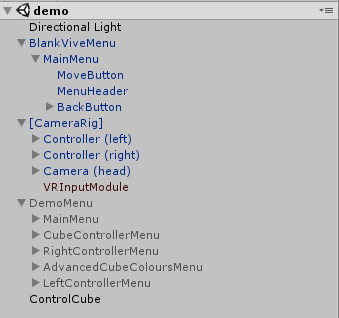 demo
Directional Light
BlankViveMenu
MainMenu
MoveButton
MenuHeader
BackButton
[CameraRig]
Controller (left)
Controller (right)
Camera (head)
VRInputModule
DemoMenu
MainMenu
CubeControllerMenu
RightControllerMenu
AdvancedCubeColoursMenu
LeftControllerMenu
ControlCube